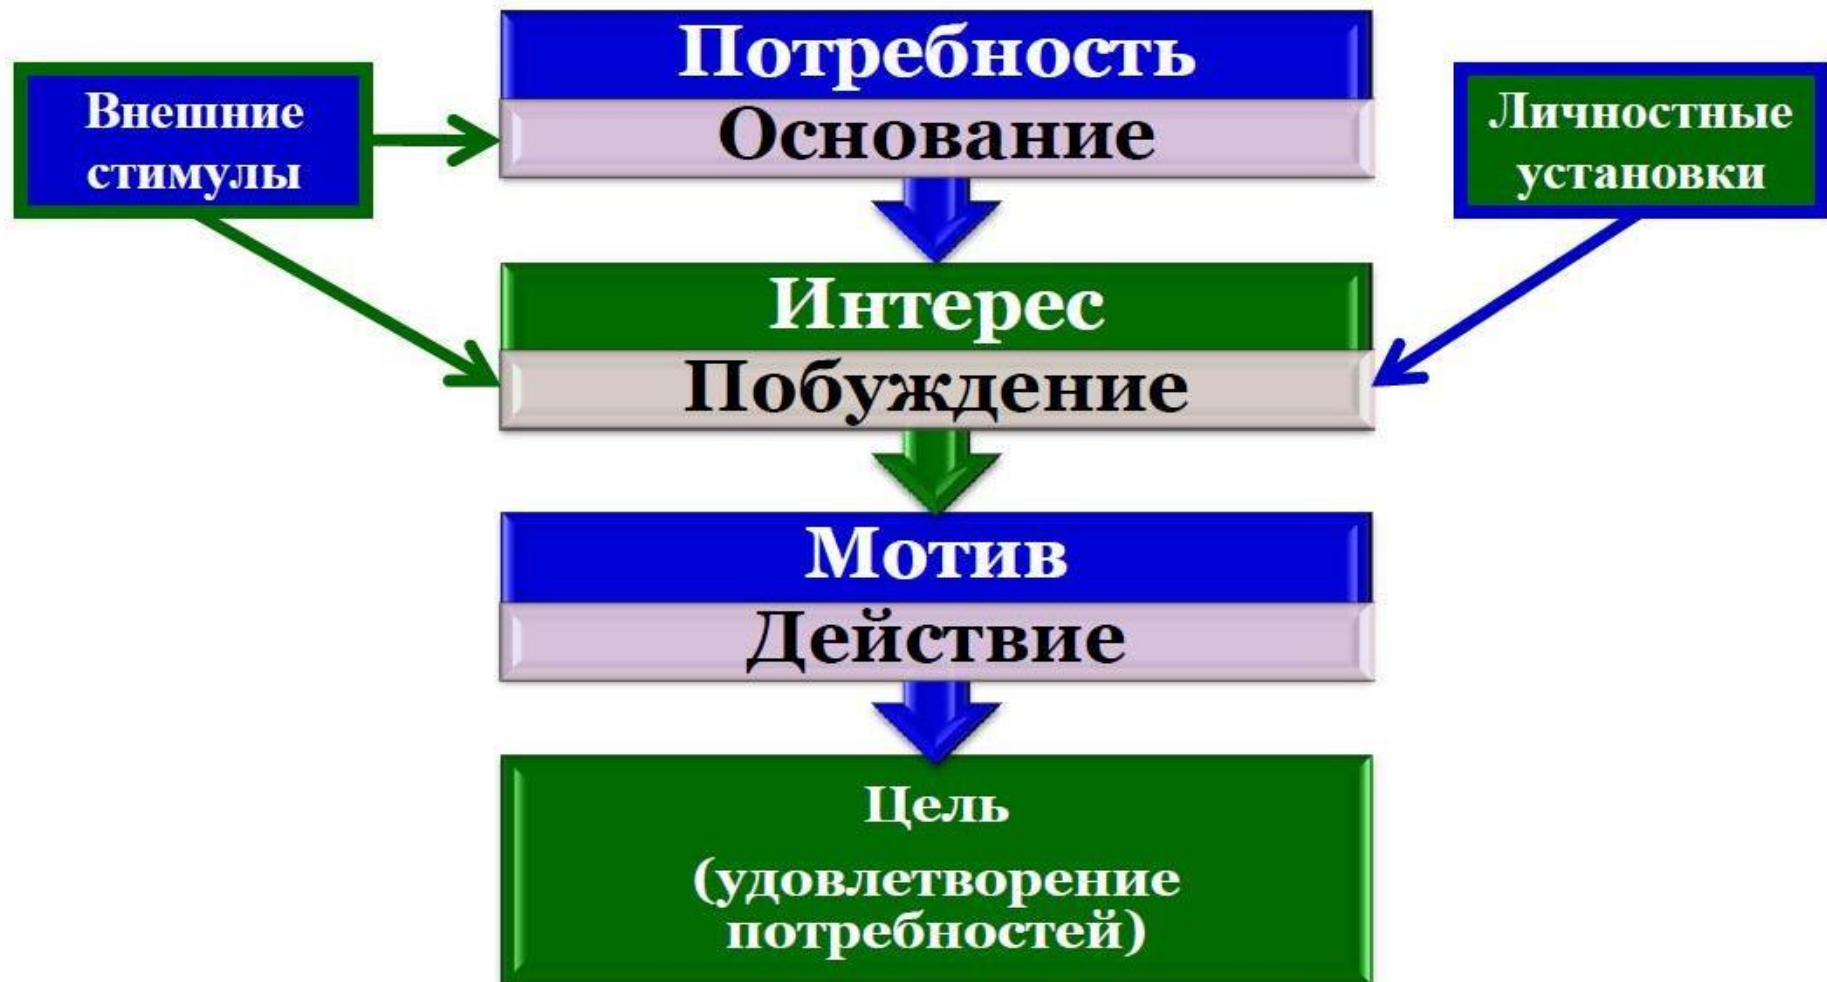 Потребность
Основание
Внешние
стимулы
Личностные
установки
Интерес
Побуждение
Мотив
Действие
Цель
(удовлетворение
потребностей)